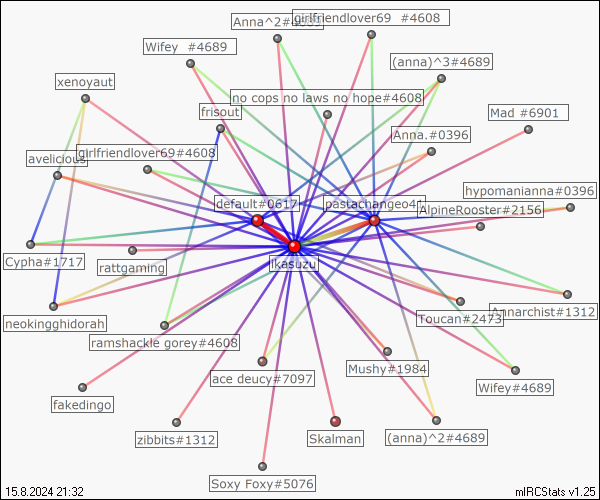 Anna^2#4689
girlfriendlover69 #4608
Wifey #4689
(anna)^3#4689
xenoyaut
no cops no laws no hope#4608
frisout
Mad #6901
Anna.#0396
avelicious
girlfriendlover69#4608
hypomanianna#0396
default#0617
pastachangeo4n
AlpineRooster#2156
Cypha#1717
rattgaming
ikasuzu
Annarchist#1312
neokingghidorah
Toucan#2473
ramshackle gorey#4608
Mushy#1984
ace deucy#7097
Wifey#4689
fakedingo
zibbits#1312
Skalman
(anna)^2#4689
Soxy Foxy#5076
15.8.2024 21:32
mIRCStats v1.25